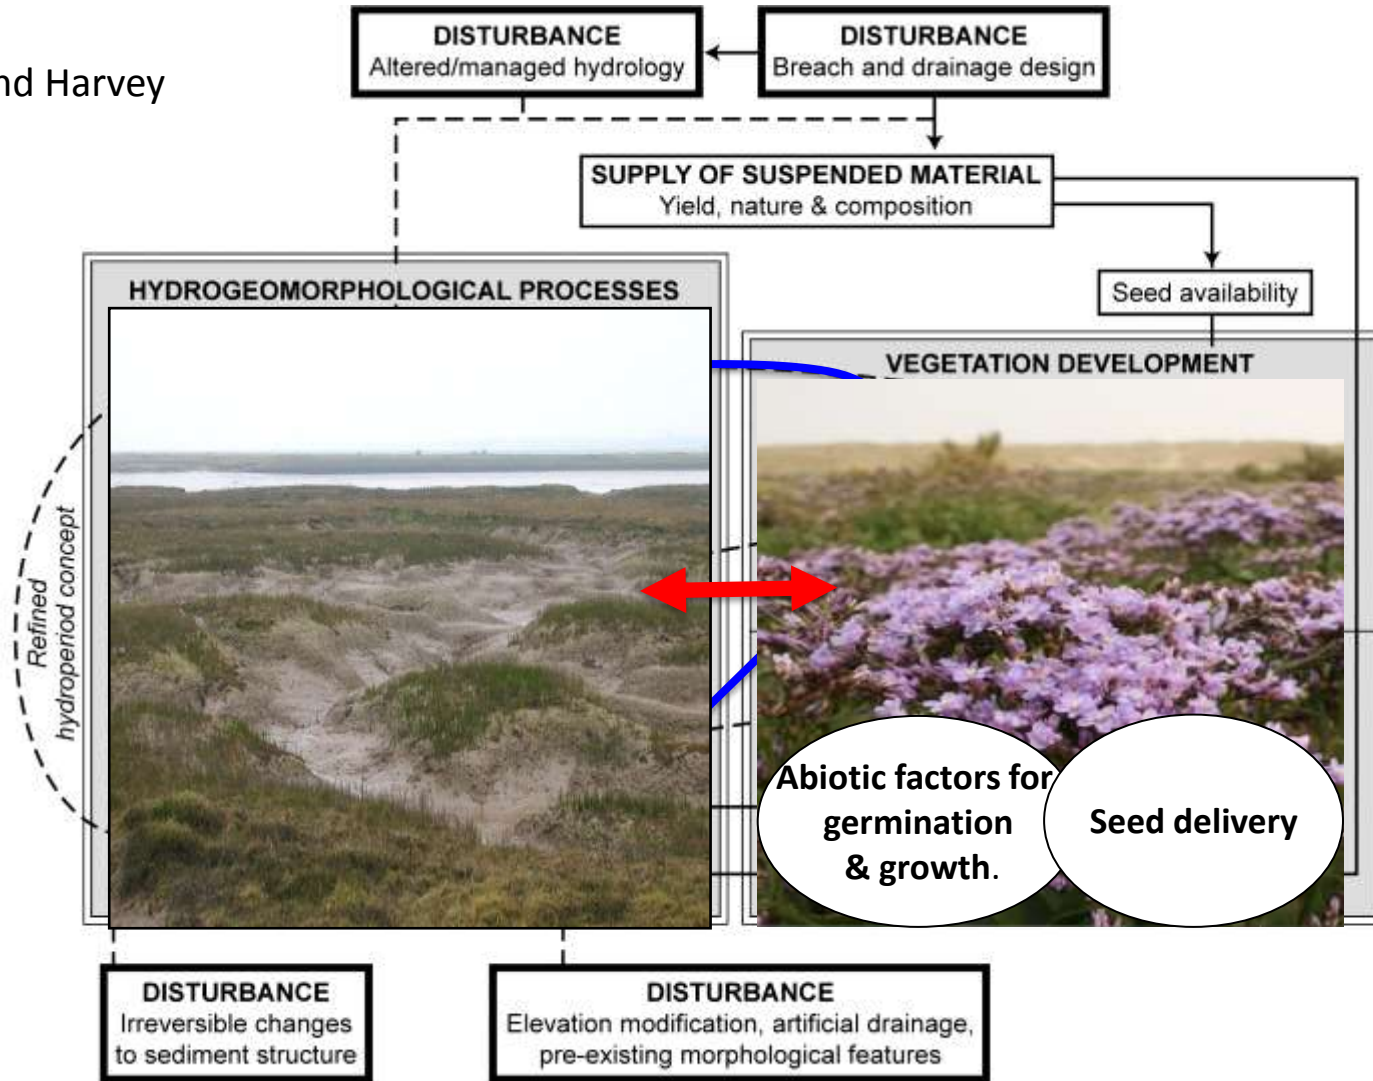 nd Harvey
DISTURBANCE
Altered/managed hydrology
DISTURBANCE
Breach and drainage design
SUPPLY OF SUSPENDED MATERIAL
Yield, nature & composition
Seed availability
HYDROGEOMORPHOLOGICAL PROCESSES
VEGETATION DEVELOPMENT
Refined
hydroperiod concept
Abiotic factors for
germination
& growth.
Seed delivery
DISTURBANCE
Irreversible changes
to sediment structure
DISTURBANCE
Elevation modification, artificial drainage,
pre-existing morphological features